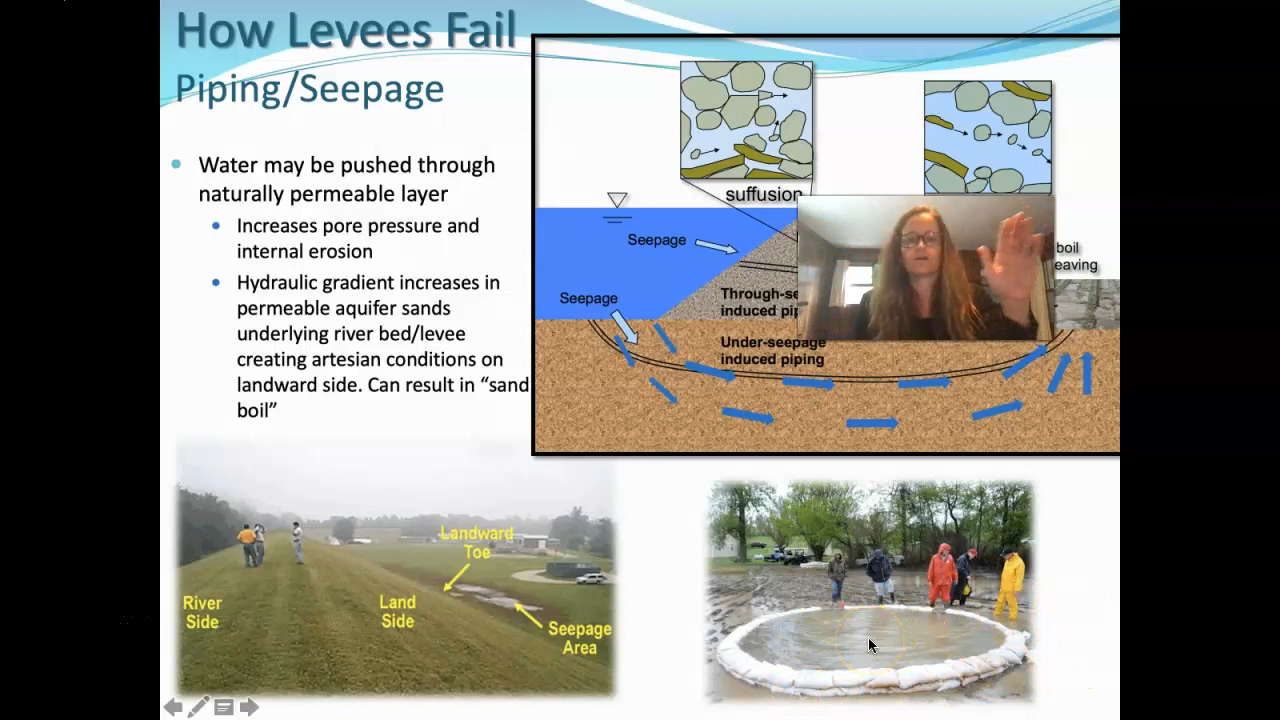 How Levees Fail
Piping/Seepage
Water may be pushed through
naturally permeable layer
Increases pore pressure and
internal erosion
Hydraulic gradient increases in
permeable aquifer sands
underlying river bed/levee
creating artesian conditions on
landward side. Can result in “sand
boil”
suffusion
Seepage
Seepage
Through-se
induced pip
Under-seepage
induced piping
boil
eaving
Landward
Toe
River
Side
Land
Side
Seepage
Area